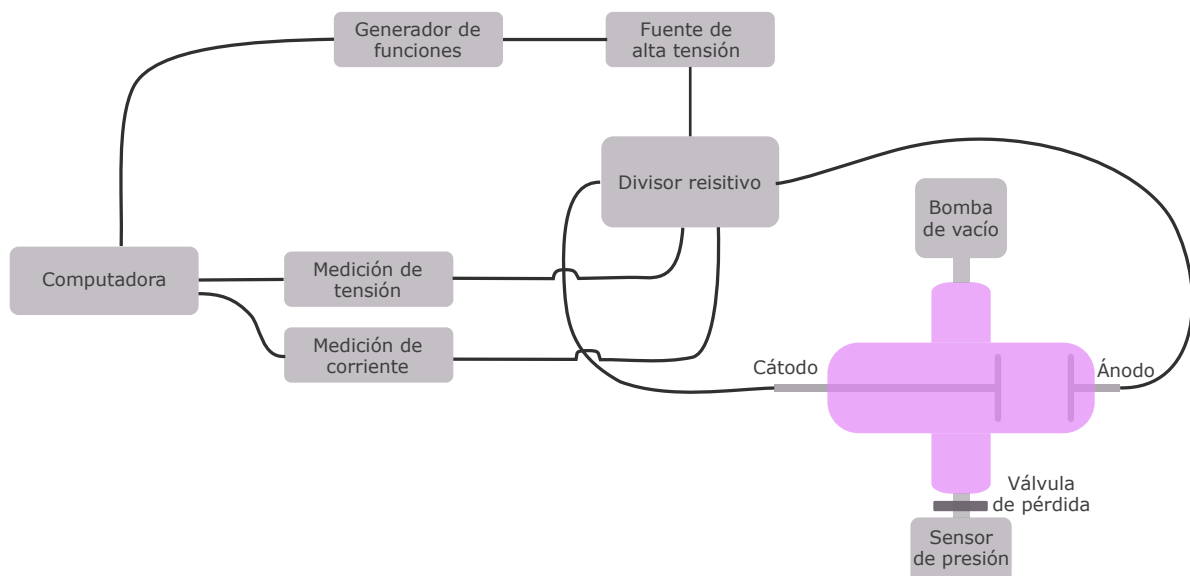 Generador de
funciones
Fuente de
alta tensión
Divisor reisitivo
Bomba
de vacío
Computadora
Medición de
tensión
Medición de
corriente
Cátodo
Ánodo
Válvula
de pérdida
Sensor
de presión